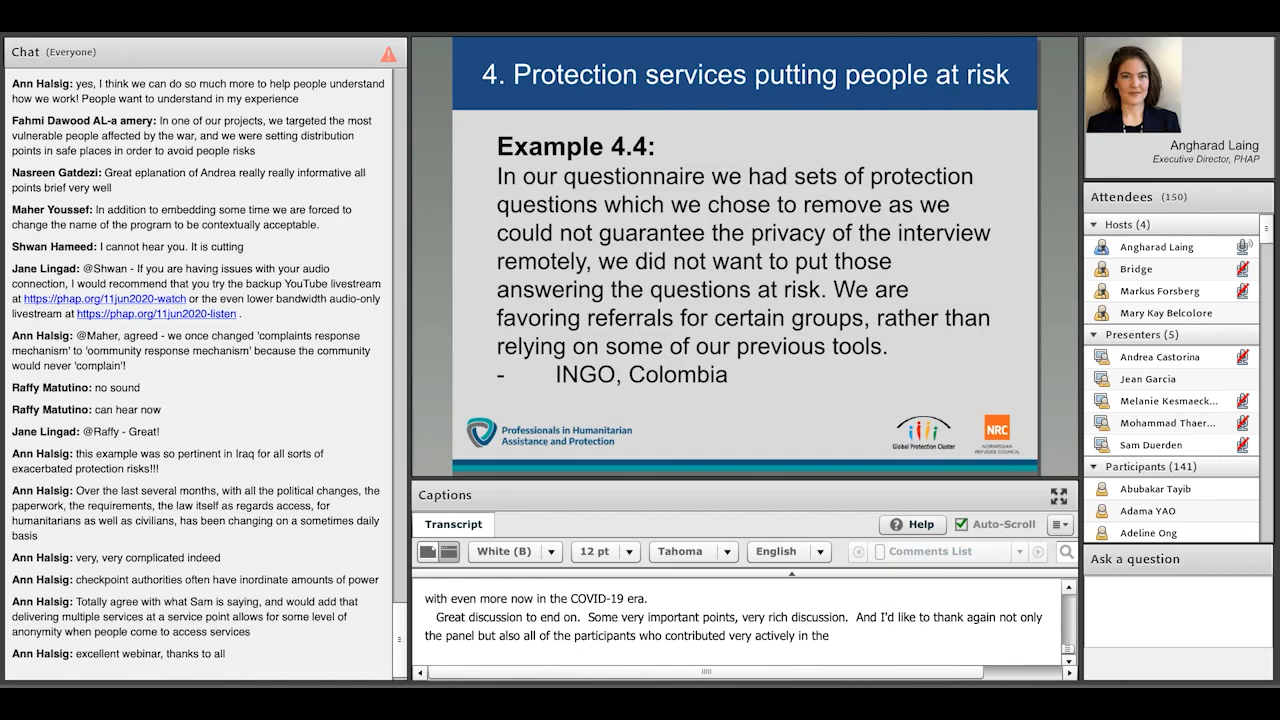 Chat (Everyone)
Ann Halsig: yes, I think we can do so much more to help people understand
how we work! People want to understand in my experience
Fahmi Dawood AL-a amery: In one of our projects, we targeted the most
vulnerable people affected by the war, and we were setting distribution
points in safe places in order to avoid people risks
Nasreen Gatdezi: Great eplanation of Andrea really really informative all
points brief very well
Maher Youssef: In addition to embedding some time we are forced to
change the name of the program to be contextually acceptable.
Shwan Hameed: I cannot hear you. It is cutting
Jane Lingad: @Shwan - If you are having issues with your audio
connection, I would recommend that you try the backup YouTube livestream
at https://phap.org/11jun2020-watch or the even lower bandwidth audio-only
livestream at https://phap.org/11jun2020-listen .
Ann Halsig: @Maher, agreed - we once changed 'complaints response
mechanism' to 'oommunity response mechanism' because the community
would never 'complain'!
Raffy Matutino: no sound
Raffy Matutino: can hear now
Jane Lingad: @Raffy - Great!
Ann Halsig: this example was so pertinent in Iraq for all sorts of
exacerbated protection risks!!!
Ann Halsig: Over the last several months, with all the political changes, the
paperwork, the requirements, the law itself as regards access, for
humanitarians as well as civilians, has been changing on a sometimes daily
basis
Ann Halsig: very, very complicated indeed
Ann Halsig: checkpoint authorities often have inordinate amounts of power
Ann Halsig: Totally agree with what Sam is saying, and would add that
delivering multiple services at a service point allows for some level of
anonymity when people come to access services
Ann Halsig: excellent webinar, thanks to all
4. Protection services putting people at risk
Example 4.4:
In our questionnaire we had sets of protection
questions which we chose to remove as we
could not guarantee the privacy of the interview
remotely, we did not want to put those
answering the questions at risk. We are
favoring referrals for certain groups, rather than
relying on some of our previous tools.
- INGO, Colombia
Professionals in Humanitarian
Assistance and Protection
Global Protection Cluster
NRC
NORWEGIAN
REFUGEE COUNCIL
Captions
Transcript
Help
Auto-Scroll
White (B)
12 pt
Tahoma
English
Comments List
with even more now in the COVID-19 era.
Great discussion to end on. Some very important points, very rich discussion. And I'd like to thank again not only
the panel but also all of the participants who contributed very actively in the
Angharad Laing
Executive Director, PHAP
Attendees (150)
Hosts (4)
Angharad Laing
Bridge
Markus Forsberg
Mary Kay Belcolore
Presenters (5)
Andrea Castorina
Jean Garcia
Melanie Kesmaeck...
Mohammad Thaer...
Sam Duerden
Participants (141)
Abubakar Tayib
Adama YAO
Adeline Ong
Ask a question